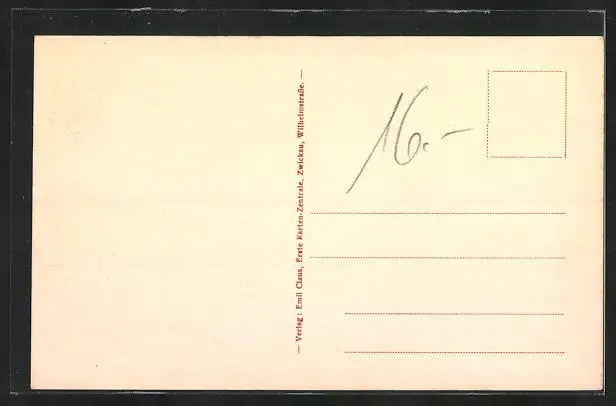 — Verlag: Emil Claus, Erste Karten-Zentrale, Zwickau, Wilhelmstraße. —
16.-